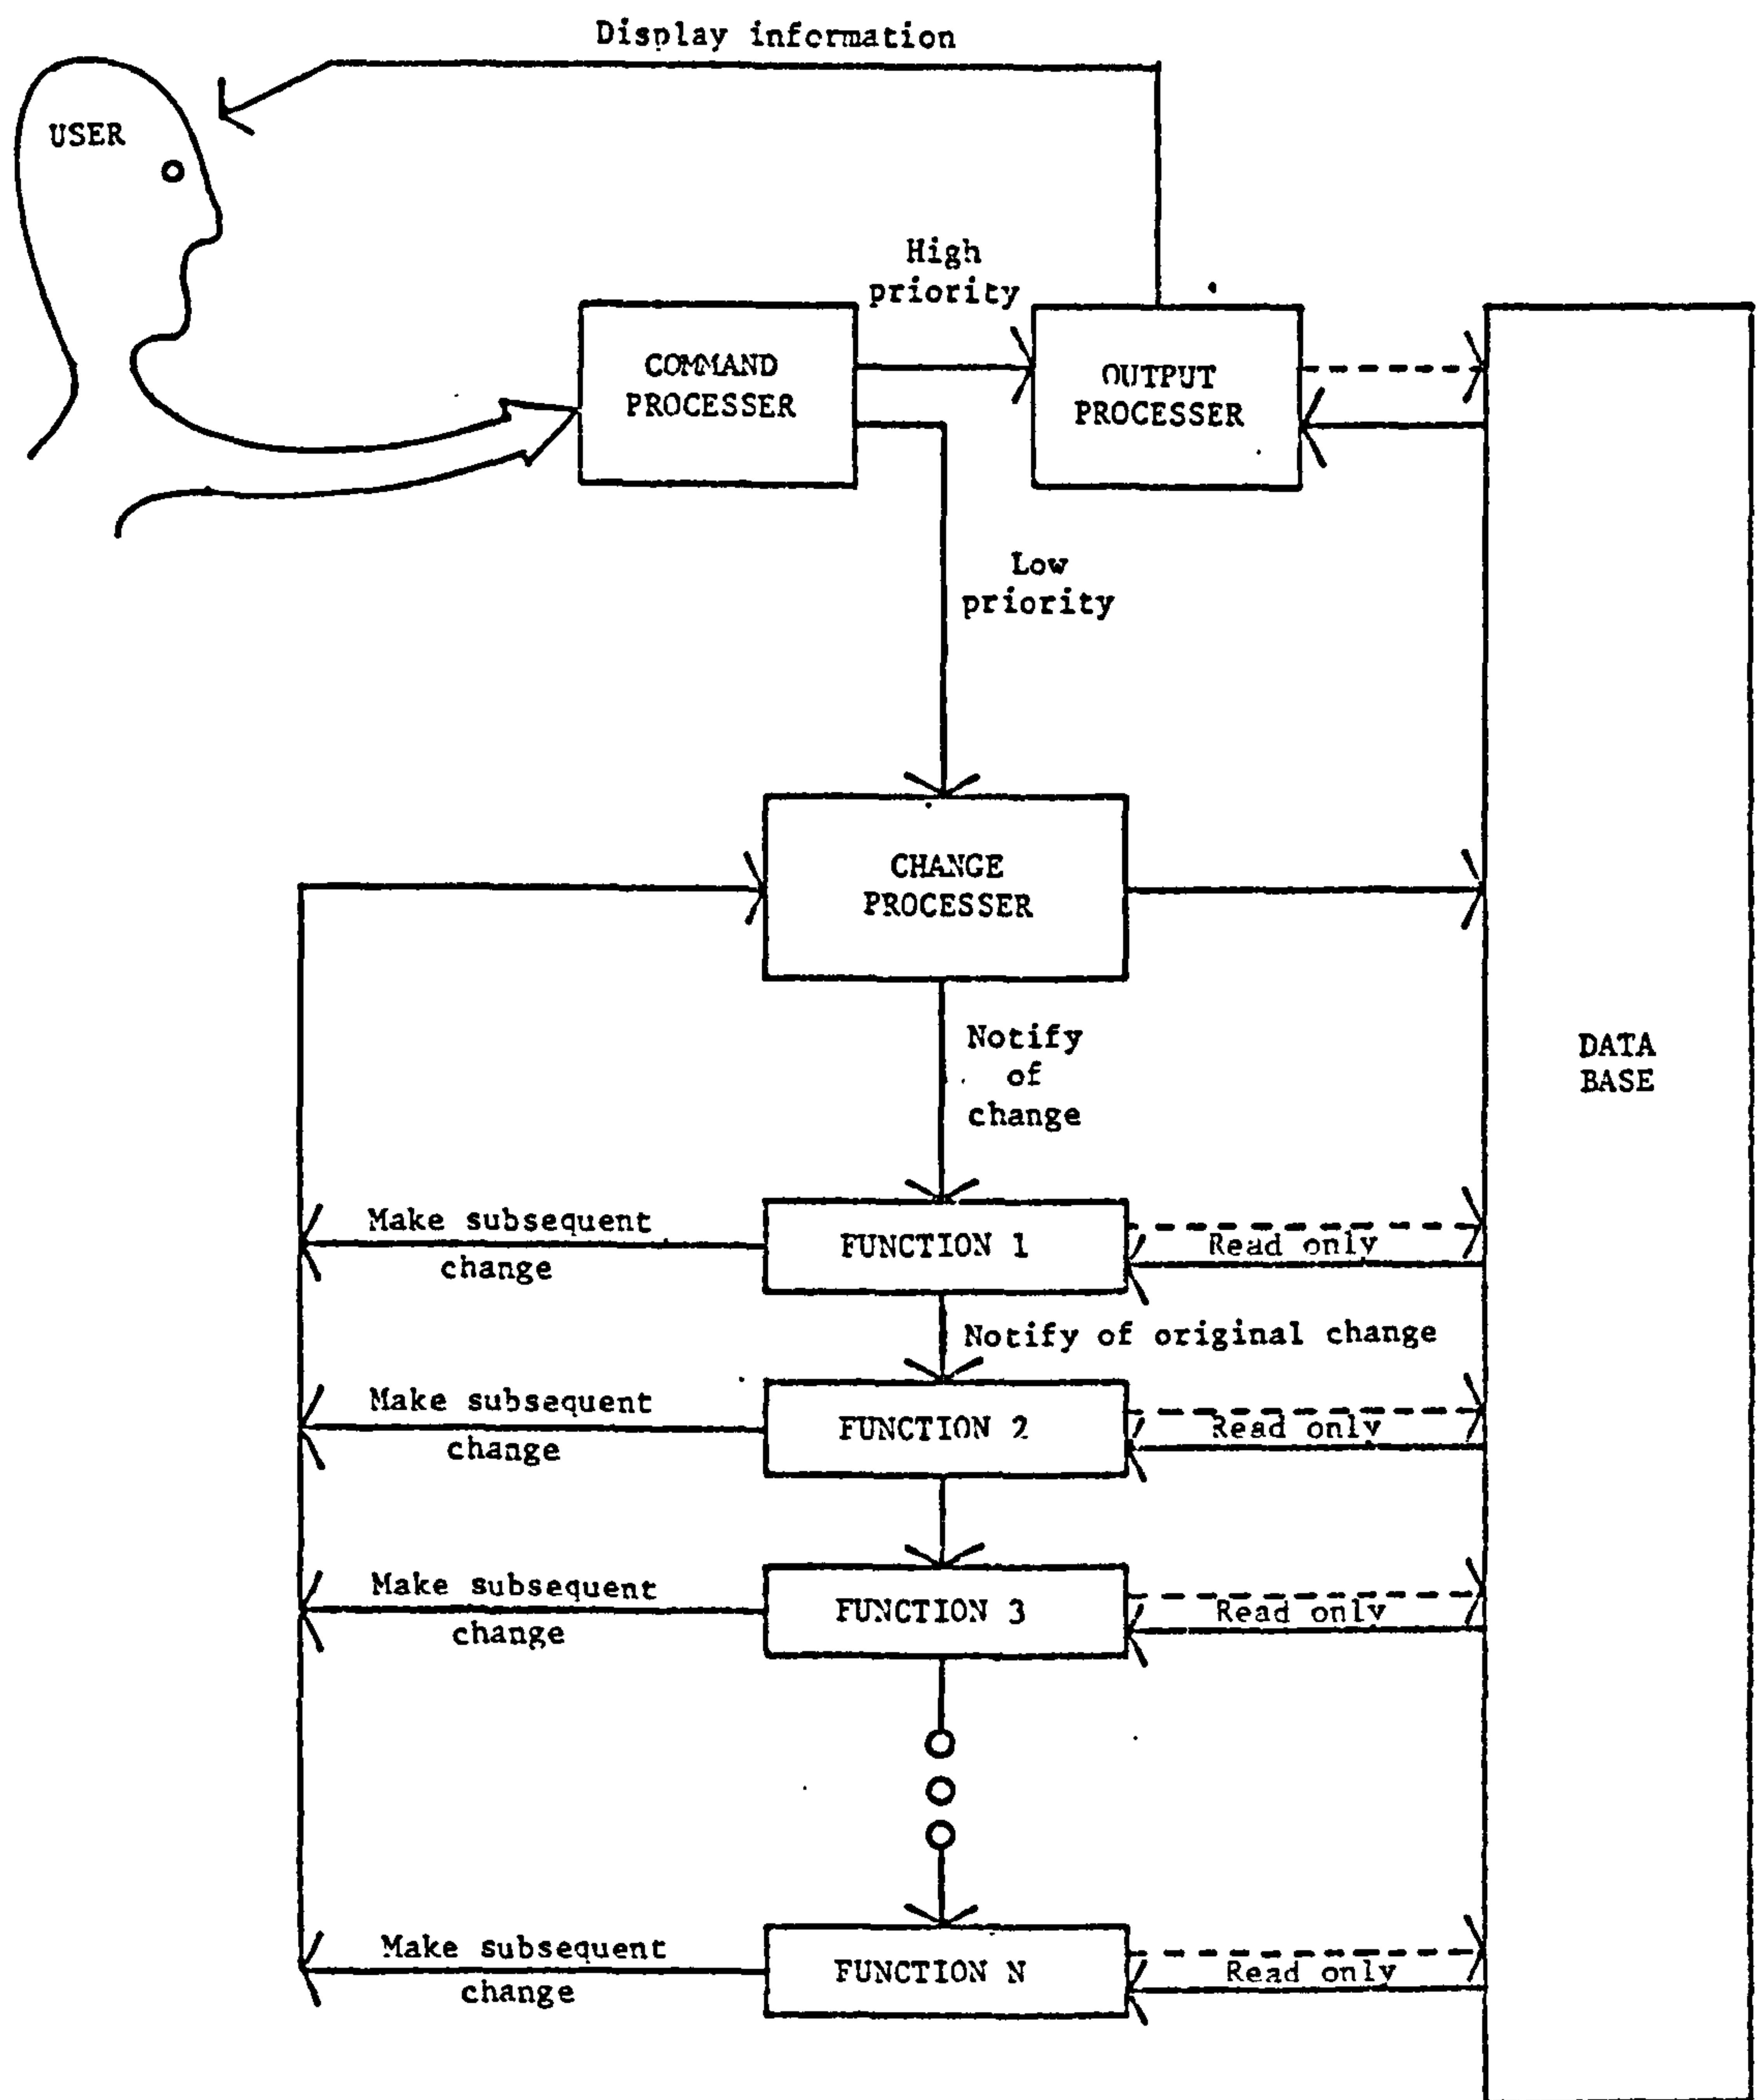 Display information
USER
High
priority
COMMAND
PROCESSER
OUTPUT
PROCESSER
Low
priority
CHANGE
PROCESSER
Notify
of
change
DATA
BASE
Make subsequent
change
FUNCTION 1
Read only
Notify of original change
Make subsequent
change
FUNCTION 2
Read only
Make subsequent
change
FUNCTION 3
Read only
Make subsequent
change
FUNCTION N
Read only